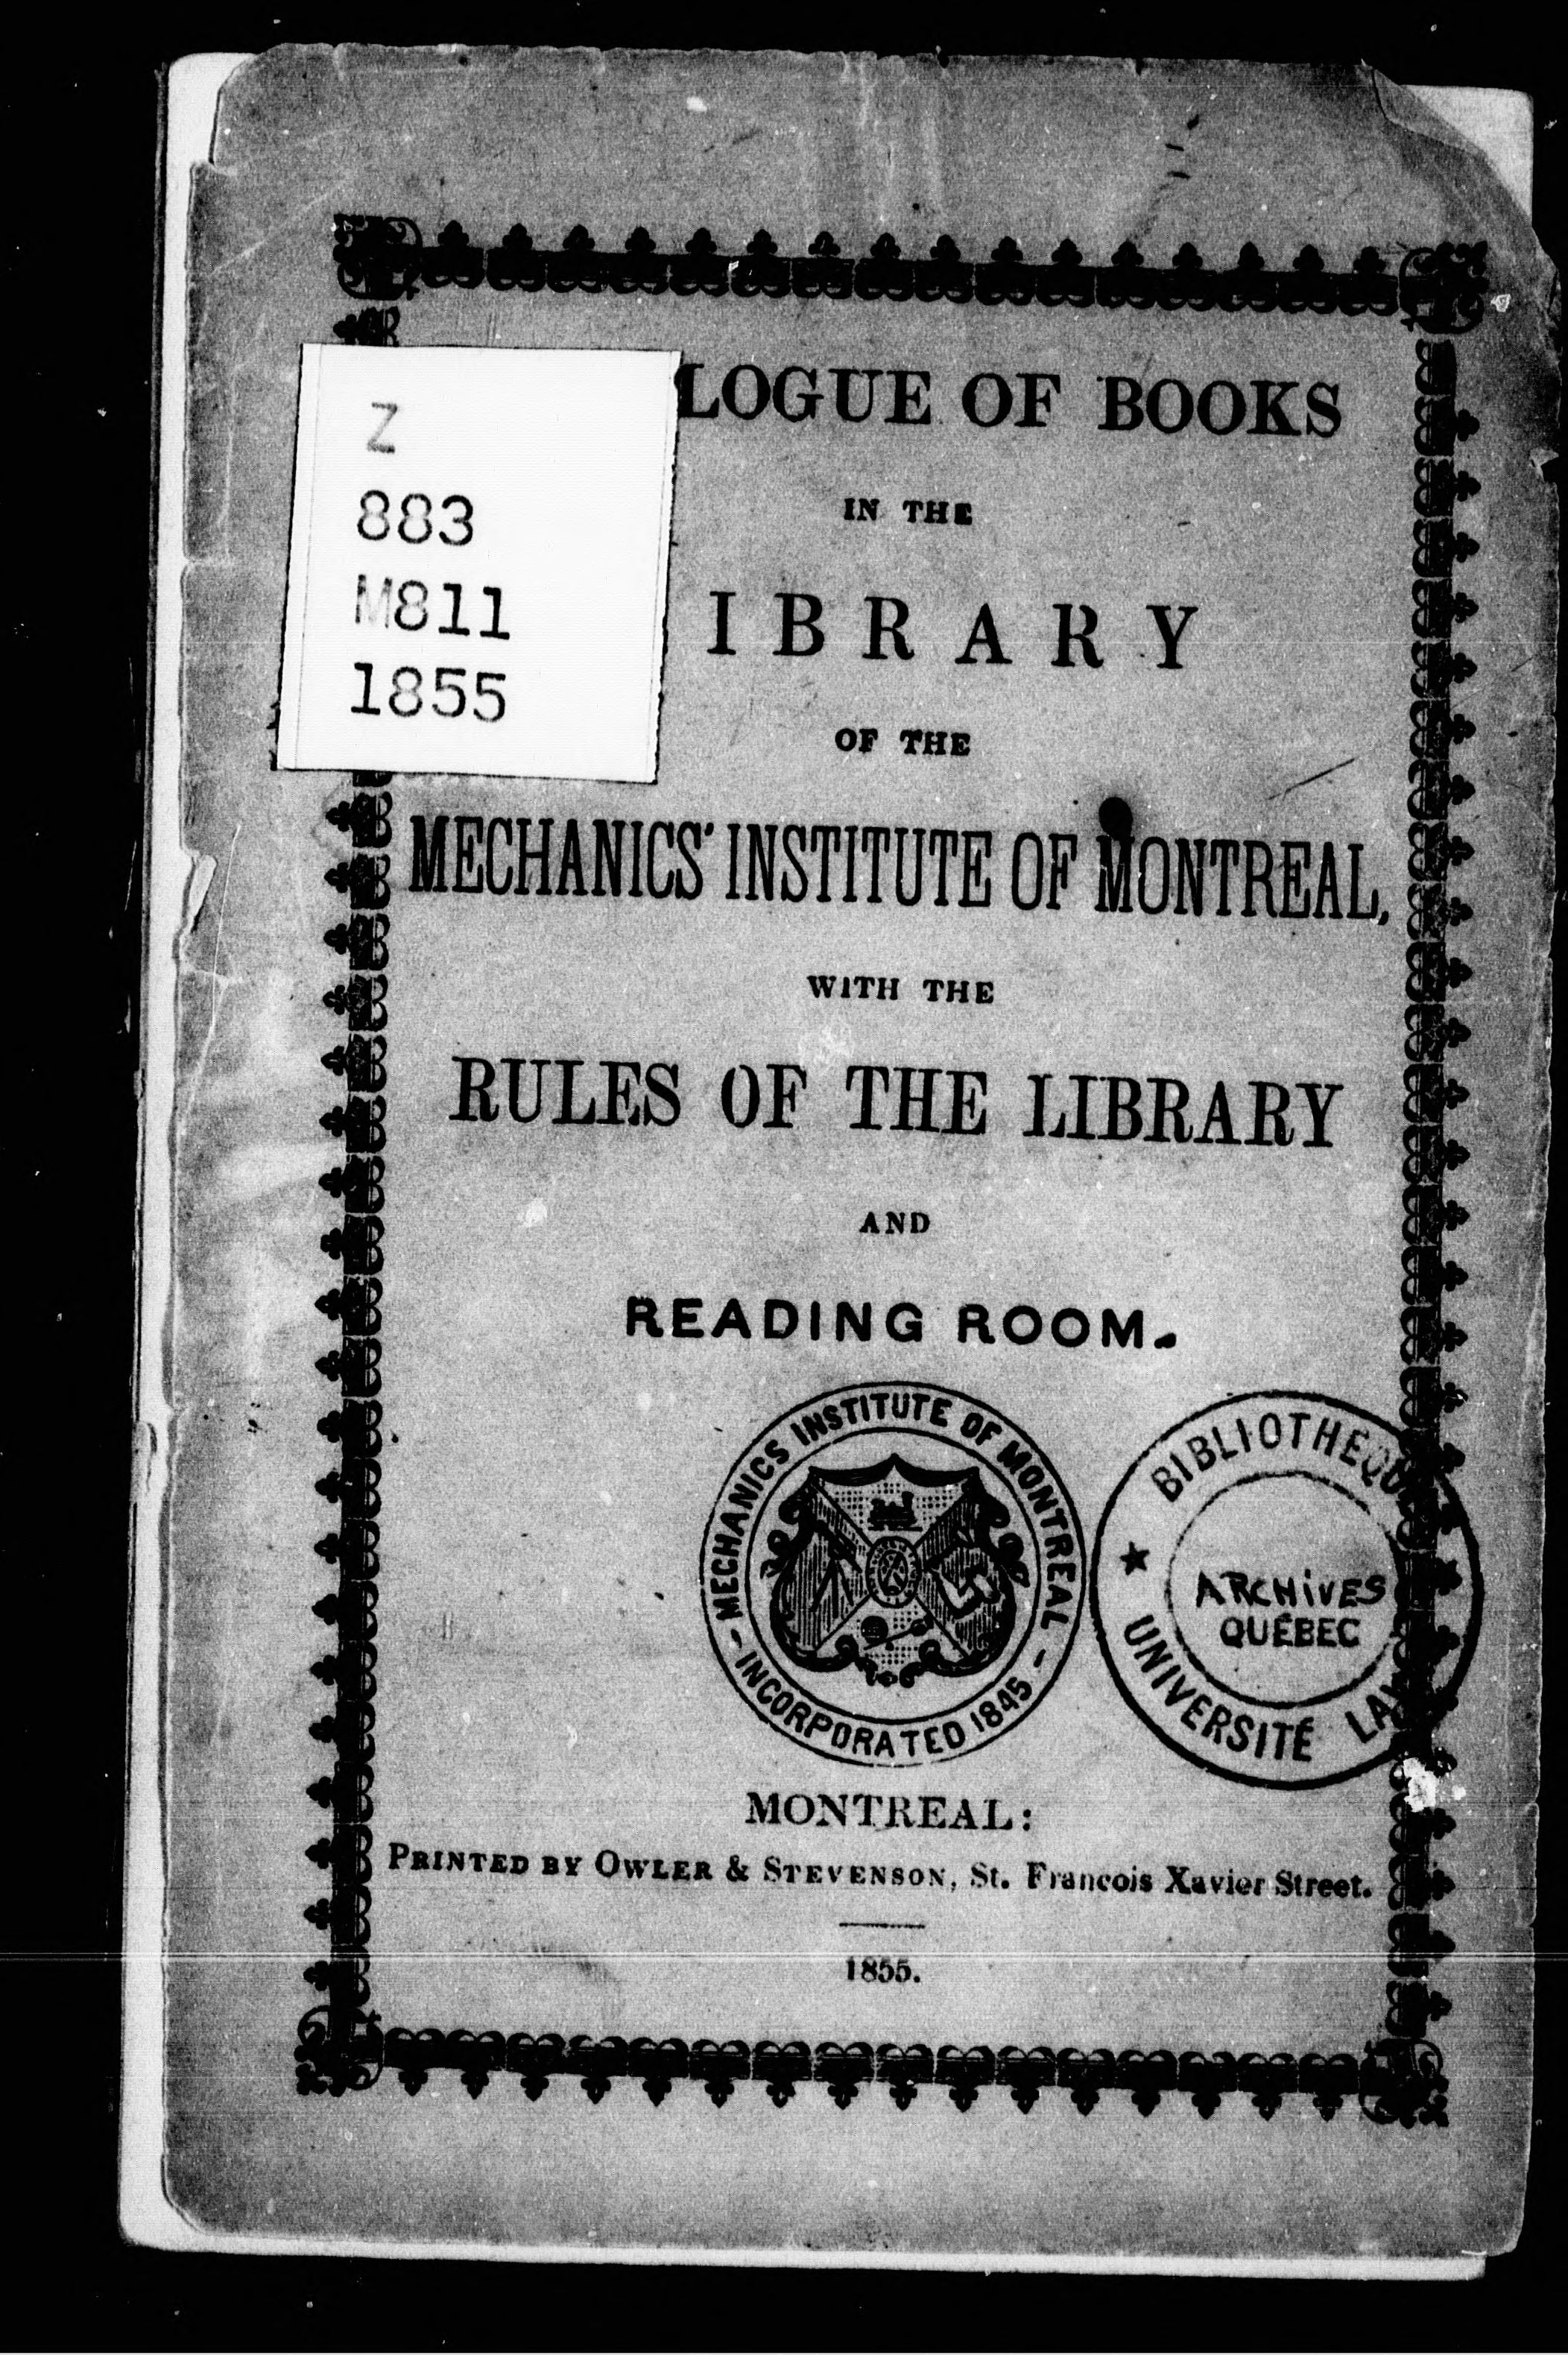 LOGUE OF BOOKS
IN THE
IBRARY
OF THE
MECHANICS' INSTITUTE OF MONTREAL,
WITH THE
RULES OF THE LIBRARY
AND
READING ROOM.
Z
883
M811
1855
MECHANICS INSTITUTE OF MONTREAL
- INCORPORATED 1845 -
BIBLIOTHEQU
ARCHIVES
QUÉBEC
★ UNIVERSITÉ LAV
MONTREAL:
PRINTED BY OWLER & STEVENSON, St. Francois Xavier Street.
1855.